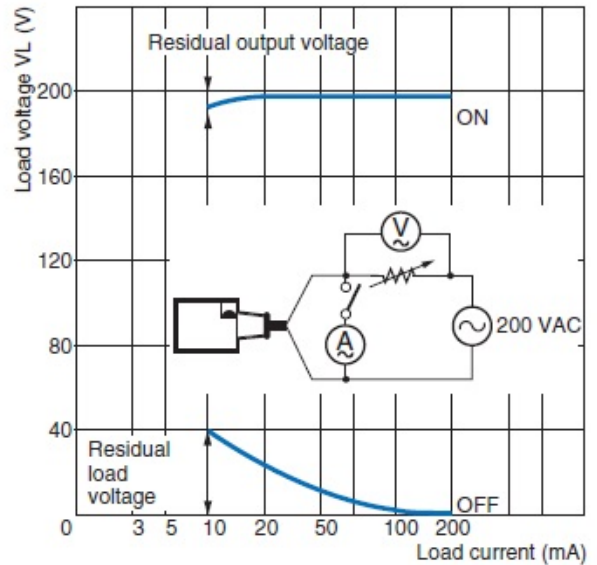 Load voltage VL (V)
Residual output voltage
200
ON
160
120
V
200 VAC
A
80
40
Residual
load
voltage
OFF
0 3 5 10 20 50 100 200
Load current (mA)